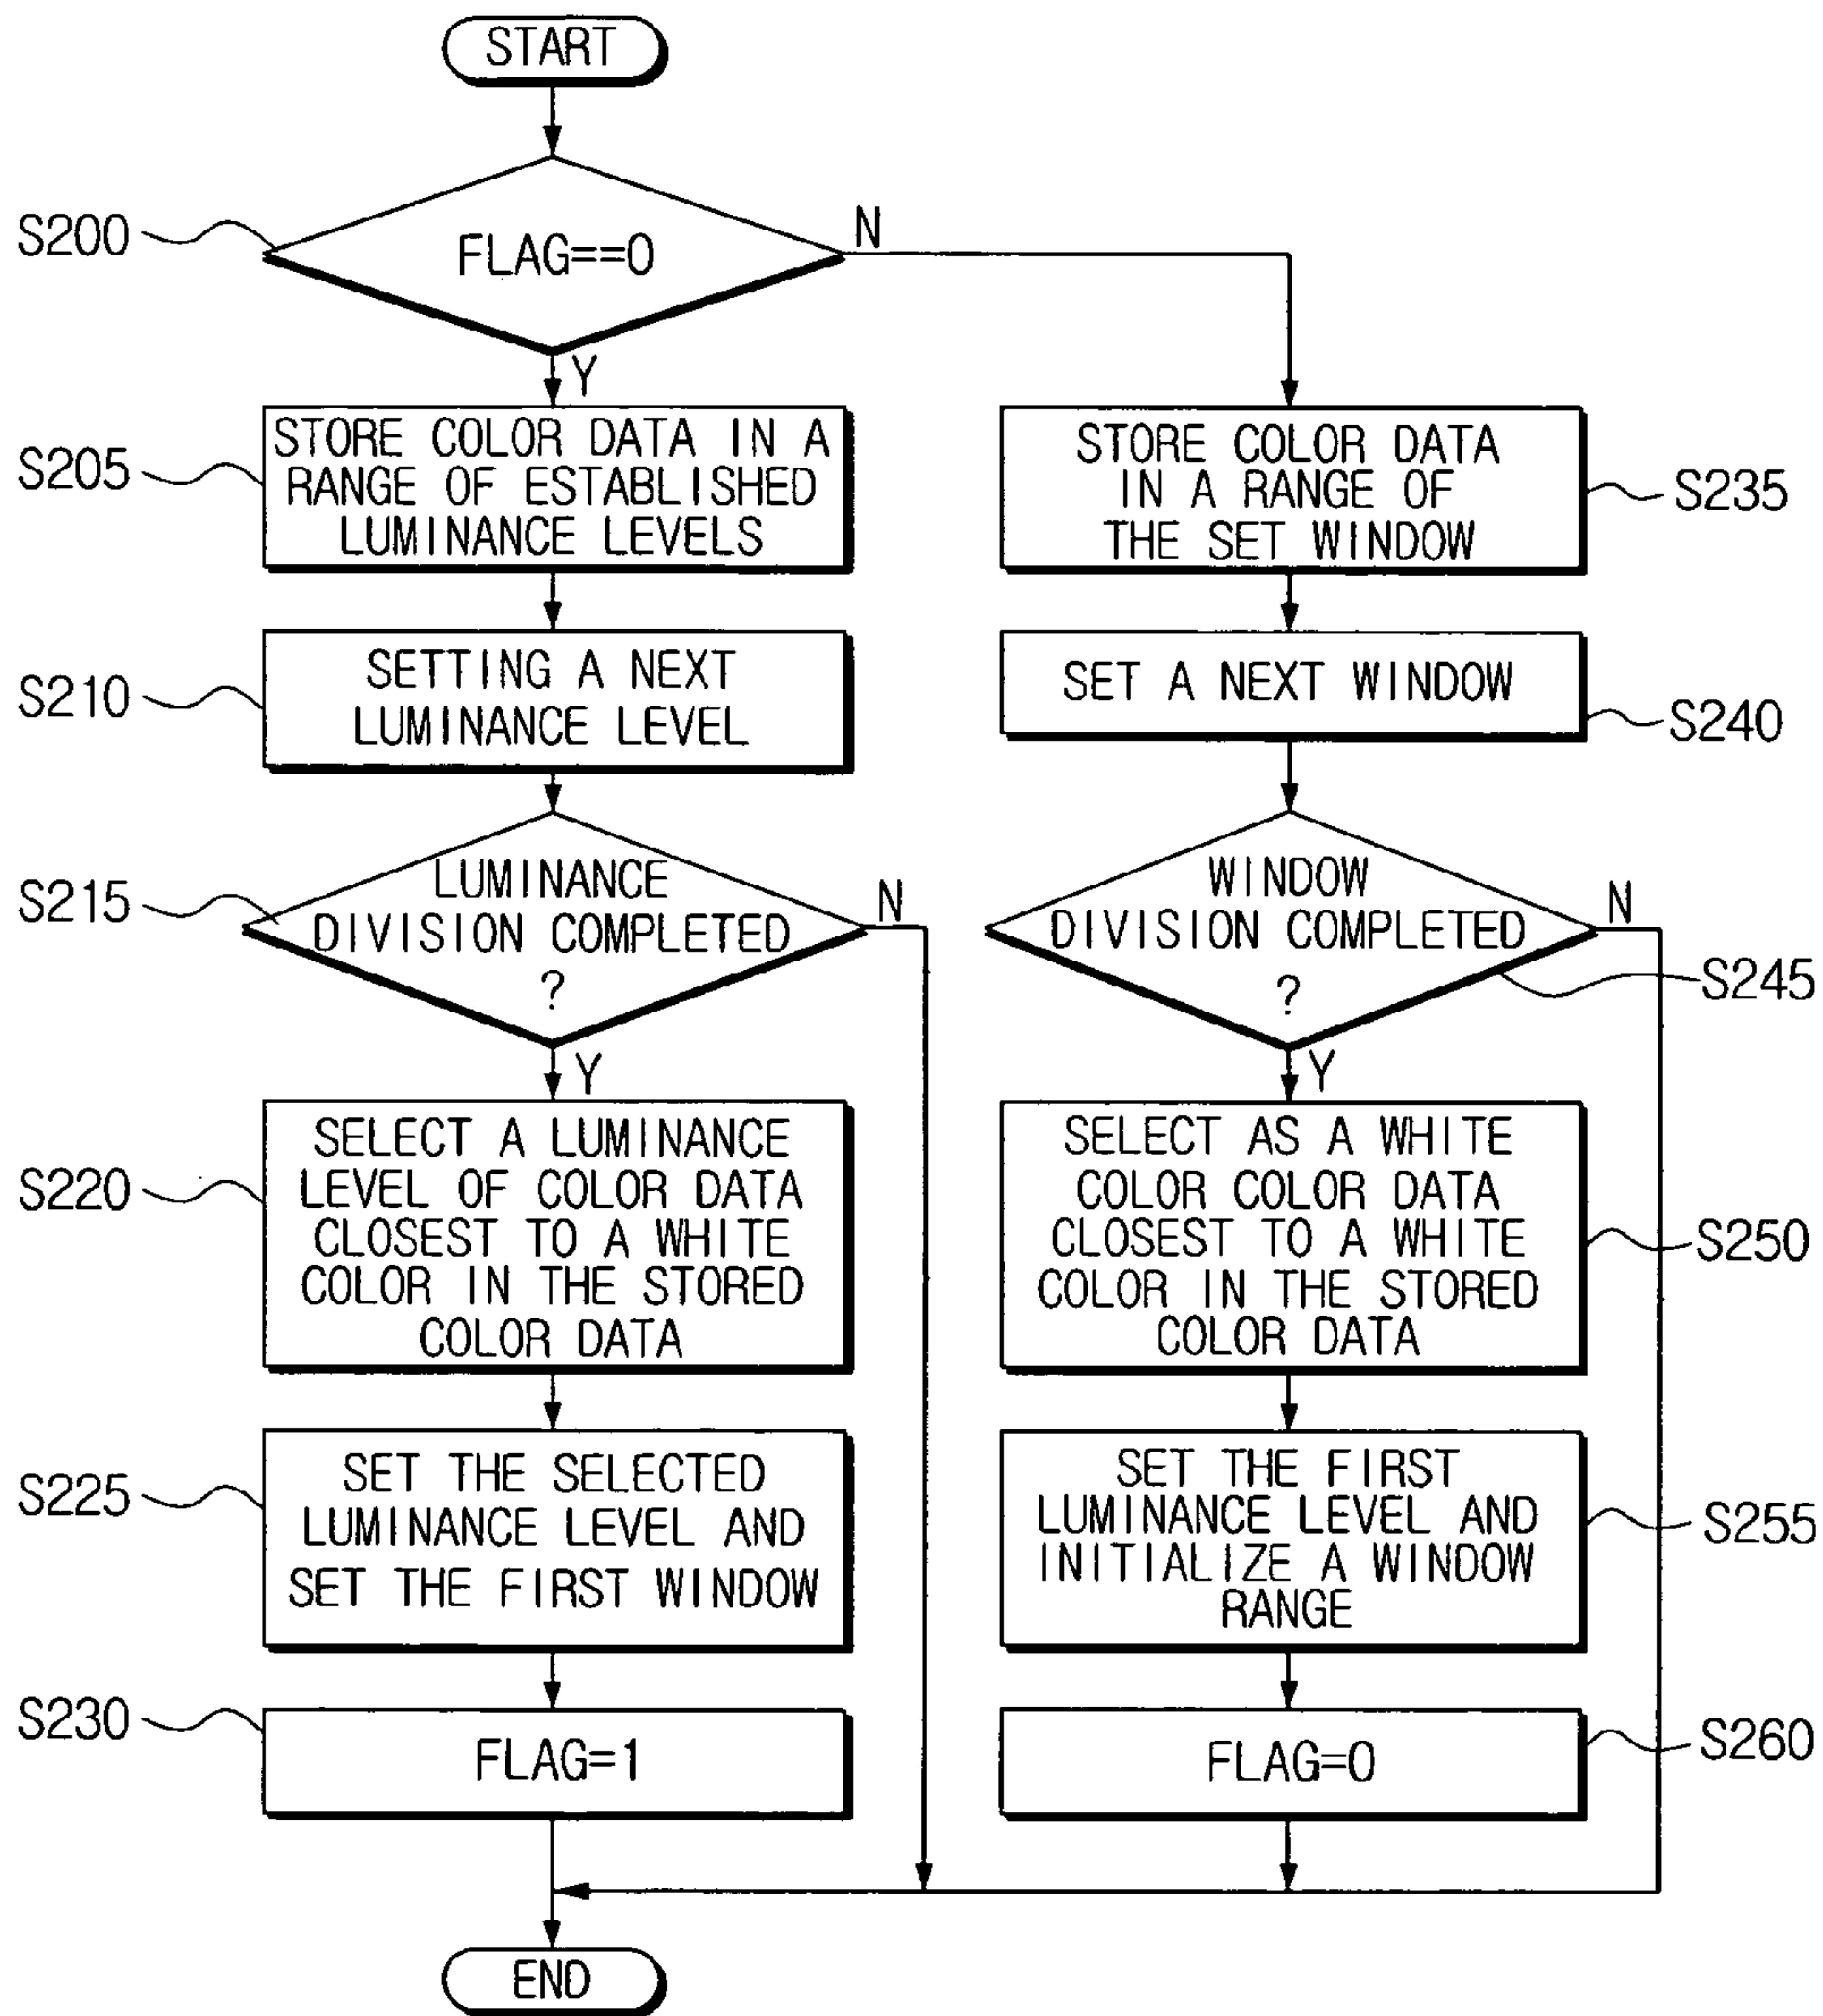 START
S200
FLAG==0
N
Y
S205
STORE COLOR DATA IN A
RANGE OF ESTABLISHED
LUMINANCE LEVELS
STORE COLOR DATA
IN A RANGE OF
THE SET WINDOW
S235
S210
SETTING A NEXT
LUMINANCE LEVEL
SET A NEXT WINDOW
S240
S215
LUMINANCE
DIVISION COMPLETED
?
N
Y
WINDOW
DIVISION COMPLETED
?
N
S245
Y
S220
SELECT A LUMINANCE
LEVEL OF COLOR DATA
CLOSEST TO A WHITE
COLOR IN THE STORED
COLOR DATA
SELECT AS A WHITE
COLOR COLOR DATA
CLOSEST TO A WHITE
COLOR IN THE STORED
COLOR DATA
S250
S225
SET THE SELECTED
LUMINANCE LEVEL AND
SET THE FIRST WINDOW
SET THE FIRST
LUMINANCE LEVEL AND
INITIALIZE A WINDOW
RANGE
S255
S230
FLAG=1
FLAG=0
S260
END